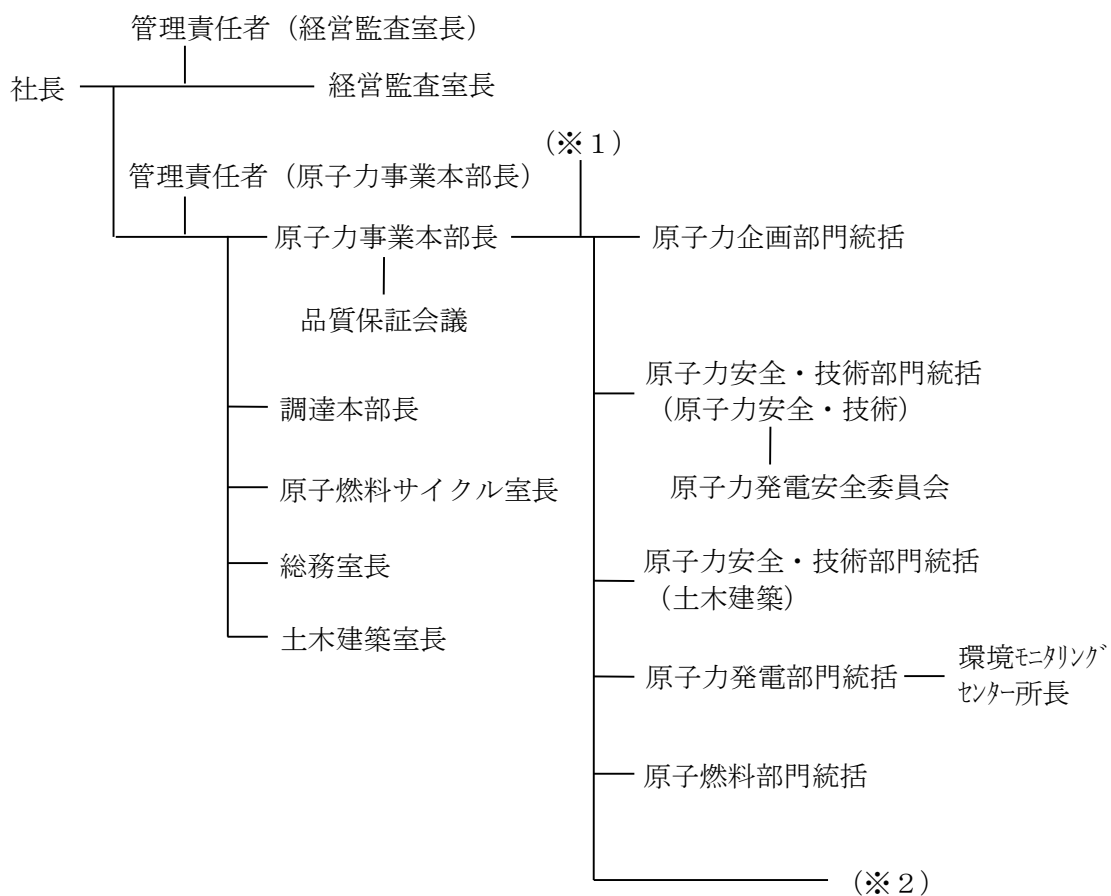 管理責任者（経営監査室長）
社長
経営監査室長
（※１）
管理責任者（原子力事業本部長）
原子力事業本部長
原子力企画部門統括
品質保証会議
原子力安全・技術部門統括
（原子力安全・技術）
調達本部長
原子力発電安全委員会
原子燃料サイクル室長
原子力安全・技術部門統括
（土木建築）
総務室長
土木建築室長
原子力発電部門統括
環境ﾓﾆﾀﾘﾝｸﾞ
ｾﾝﾀｰ所長
原子燃料部門統括
（※２）